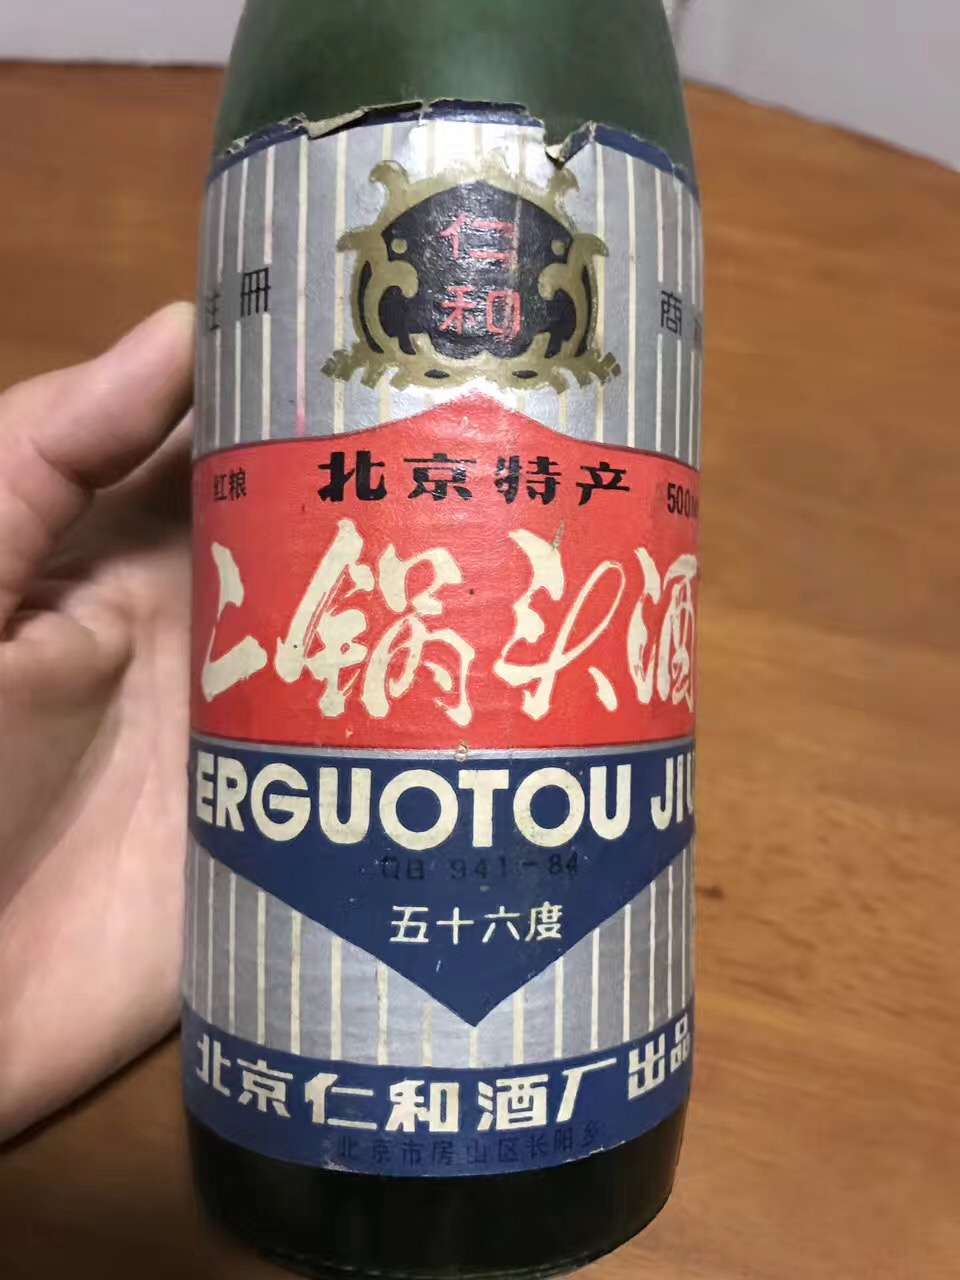 仁
和
注册 商
红粮 北京特产 500
二锅头酒
ERGUOTOU JIU
QB 941-84
五十六度
北京仁和酒厂出品
北京市房山区长阳乡